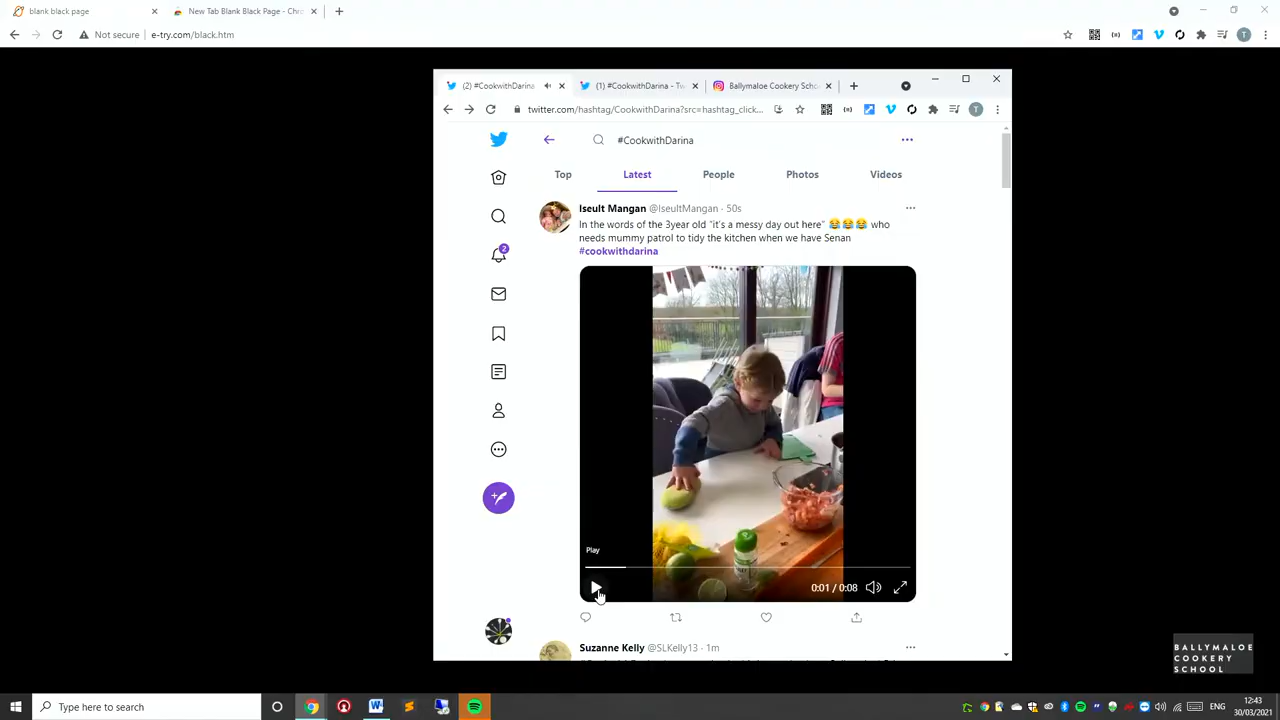 blank black page
New Tab Blank Black Page - Chro
Not secure
e-try.com/black.htm
(2) #CookwithDarina
(1) #CookwithDarina - Tw
Ballymaloe Cookery Scho
twitter.com/hashtag/CookwithDarina?src=hashtag_click...
#CookwithDarina
Top
Latest
People
Photos
Videos
Iseult Mangan @IseultMangan · 50s
In the words of the 3year old "it's a messy day out here" 😂😂😂 who
needs mummy patrol to tidy the kitchen when we have Senan
#cookwithdarina
2
Play
0:01 / 0:08
Suzanne Kelly @SLKelly13 · 1m
BALLYMALOE
COOKERY
SCHOOL
Type here to search
ENG
12:43
30/03/2021